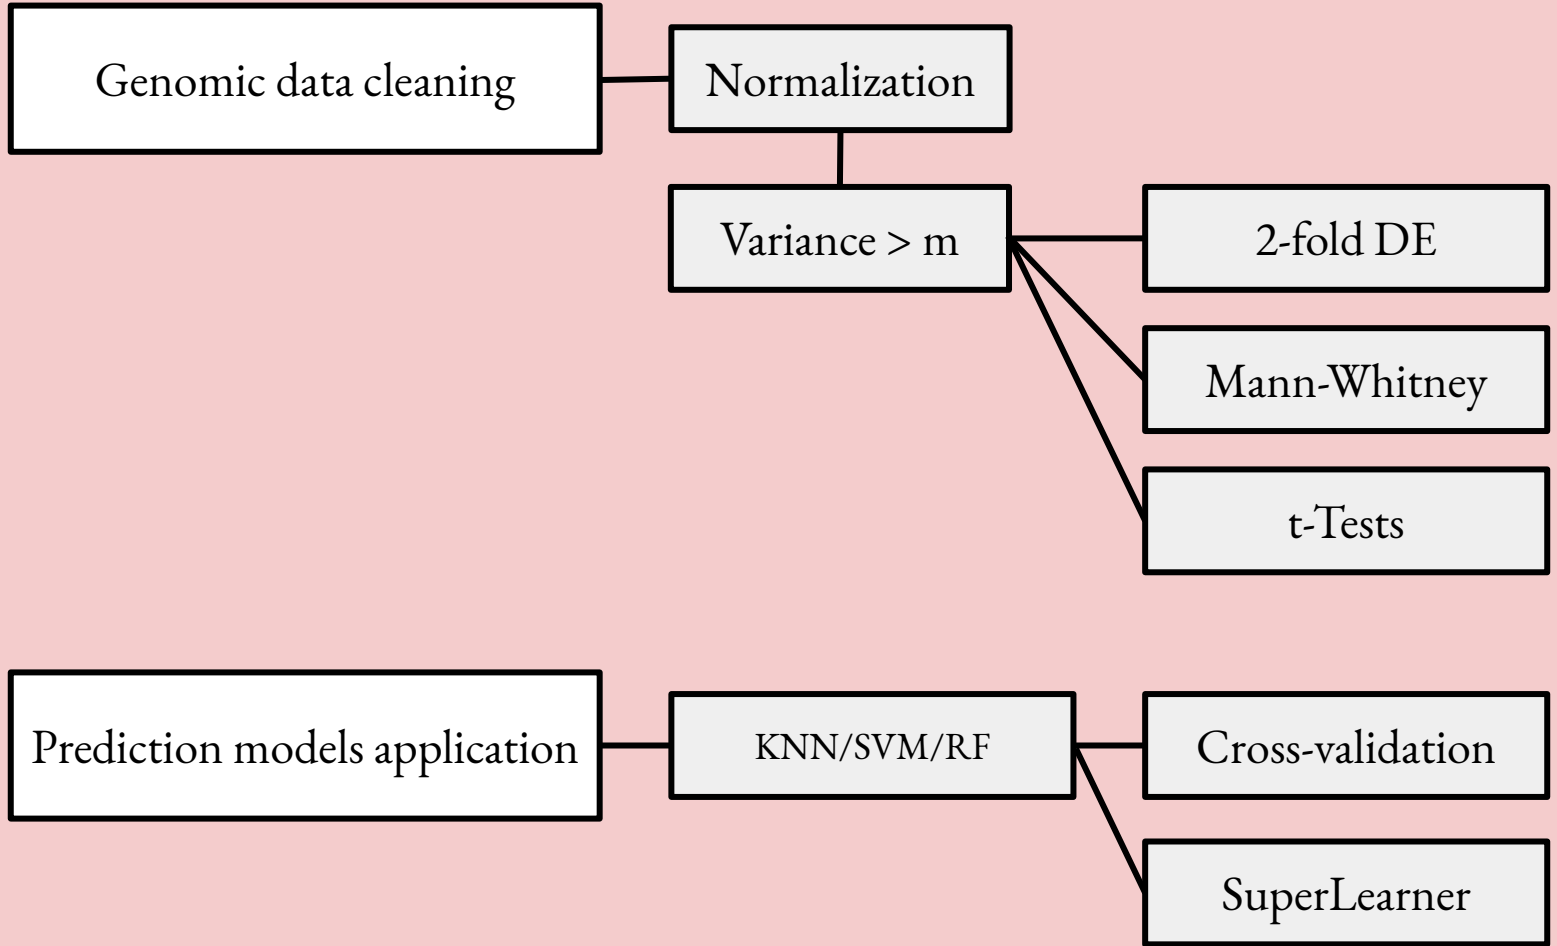 Genomic data cleaning
Normalization
Variance > m
2-fold DE
Mann-Whitney
t-Tests
Prediction models application
KNN/SVM/RF
Cross-validation
SuperLearner